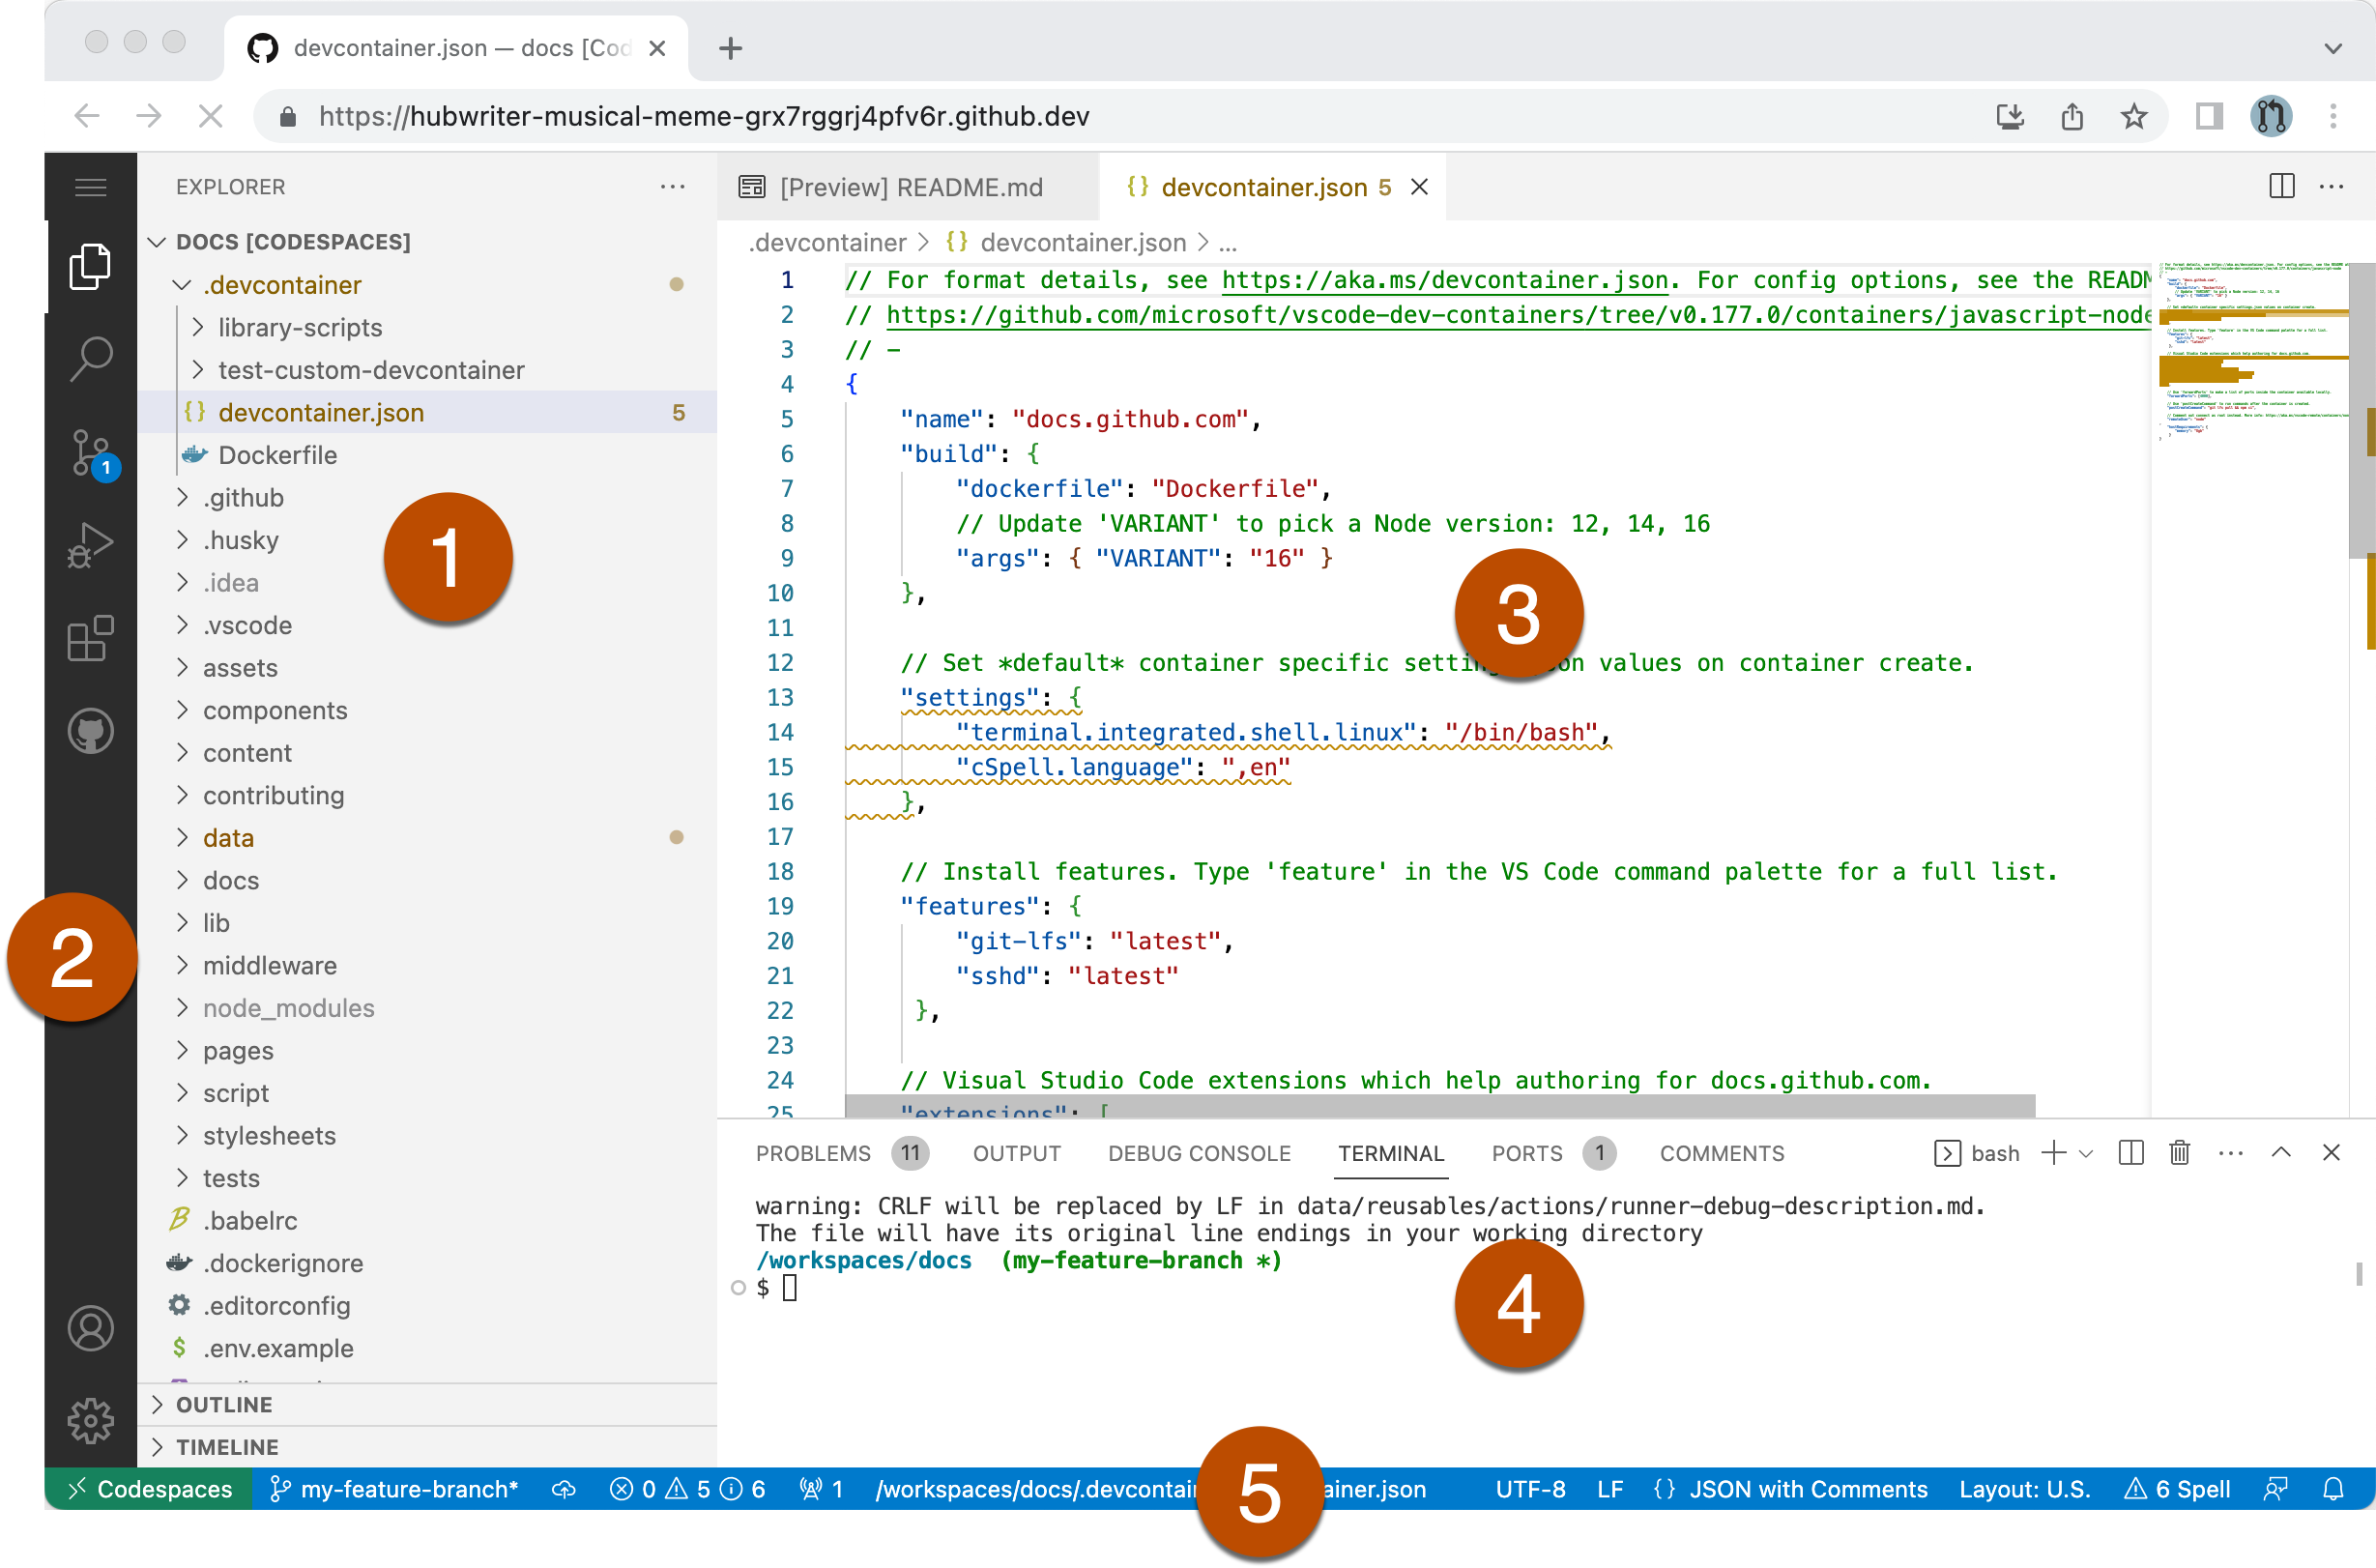 devcontainer.json — docs [Cod
https://hubwriter-musical-meme-grx7rggrj4pfv6r.github.dev
EXPLORER
DOCS [CODESPACES]
.devcontainer
library-scripts
test-custom-devcontainer
devcontainer.json 5
Dockerfile
1
.github
.husky
.idea
.vscode
assets
components
content
contributing
data
docs
lib
middleware
node_modules
pages
script
stylesheets
tests
.babelrc
.dockerignore
.editorconfig
.env.example
OUTLINE
TIMELINE
1
2
[Preview] README.md
devcontainer.json 5
.devcontainer > {} devcontainer.json > ...
1 // For format details, see https://aka.ms/devcontainer.json. For config options, see the READM
2 // https://github.com/microsoft/vscode-dev-containers/tree/v0.177.0/containers/javascript-node
3 // -
4 {
5 "name": "docs.github.com",
6 "build": {
7 "dockerfile": "Dockerfile",
8 // Update 'VARIANT' to pick a Node version: 12, 14, 16
9 "args": { "VARIANT": "16" }
10 },
11
12 // Set *default* container specific settin on values on container create.
13 "settings": {
14 "terminal.integrated.shell.linux": "/bin/bash",
15 "cSpell.language": ",en"
16 },
17
18 // Install features. Type 'feature' in the VS Code command palette for a full list.
19 "features": {
20 "git-lfs": "latest",
21 "sshd": "latest"
22 },
23
24 // Visual Studio Code extensions which help authoring for docs.github.com.
25 "extensions": [
3
PROBLEMS 11 OUTPUT DEBUG CONSOLE TERMINAL PORTS 1 COMMENTS
bash
warning: CRLF will be replaced by LF in data/reusables/actions/runner-debug-description.md.
The file will have its original line endings in your working directory
/workspaces/docs (my-feature-branch *)
$
4
Codespaces my-feature-branch* 0 5 6 1 /workspaces/docs/.devcontai ainer.json UTF-8 LF {} JSON with Comments Layout: U.S. 6 Spell
5